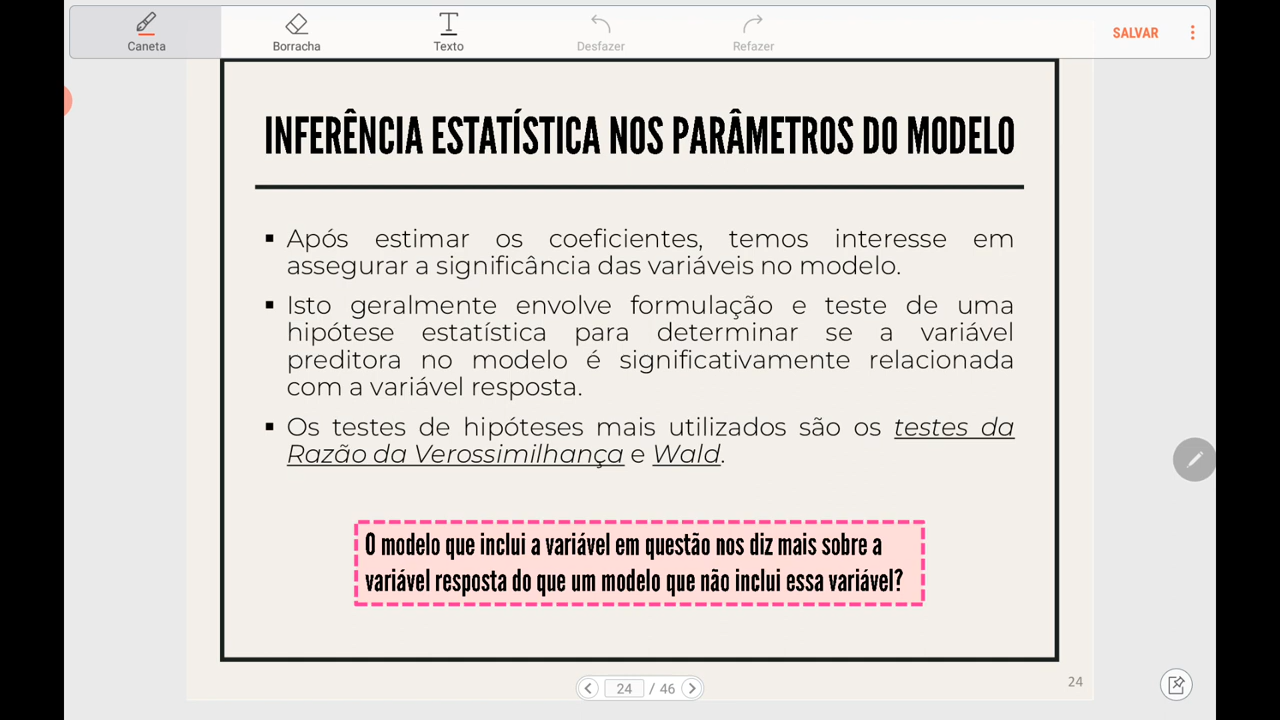 Caneta
Borracha
Texto
Desfazer
Refazer
SALVAR
INFERÊNCIA ESTATÍSTICA NOS PARÂMETROS DO MODELO
▪ Após estimar os coeficientes, temos interesse em
assegurar a significância das variáveis no modelo.
▪ Isto geralmente envolve formulação e teste de uma
hipótese estatística para determinar se a variável
preditora no modelo é significativamente relacionada
com a variável resposta.
▪ Os testes de hipóteses mais utilizados são os testes da
Razão da Verossimilhança e Wald.
O modelo que inclui a variável em questão nos diz mais sobre a
variável resposta do que um modelo que não inclui essa variável?
24
24 / 46